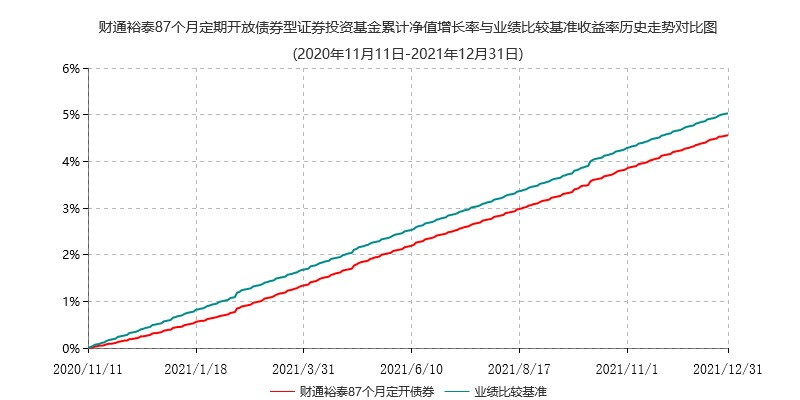 财通裕泰87个月定期开放债券型证券投资基金累计净值增长率与业绩比较基准收益率历史走势对比图
(2020年11月11日-2021年12月31日)
6%
5%
4%
3%
2%
1%
0%
2020/11/11 2021/1/18 2021/3/31 2021/6/10 2021/8/17 2021/11/1 2021/12/31
财通裕泰87个月定开债券 业绩比较基准